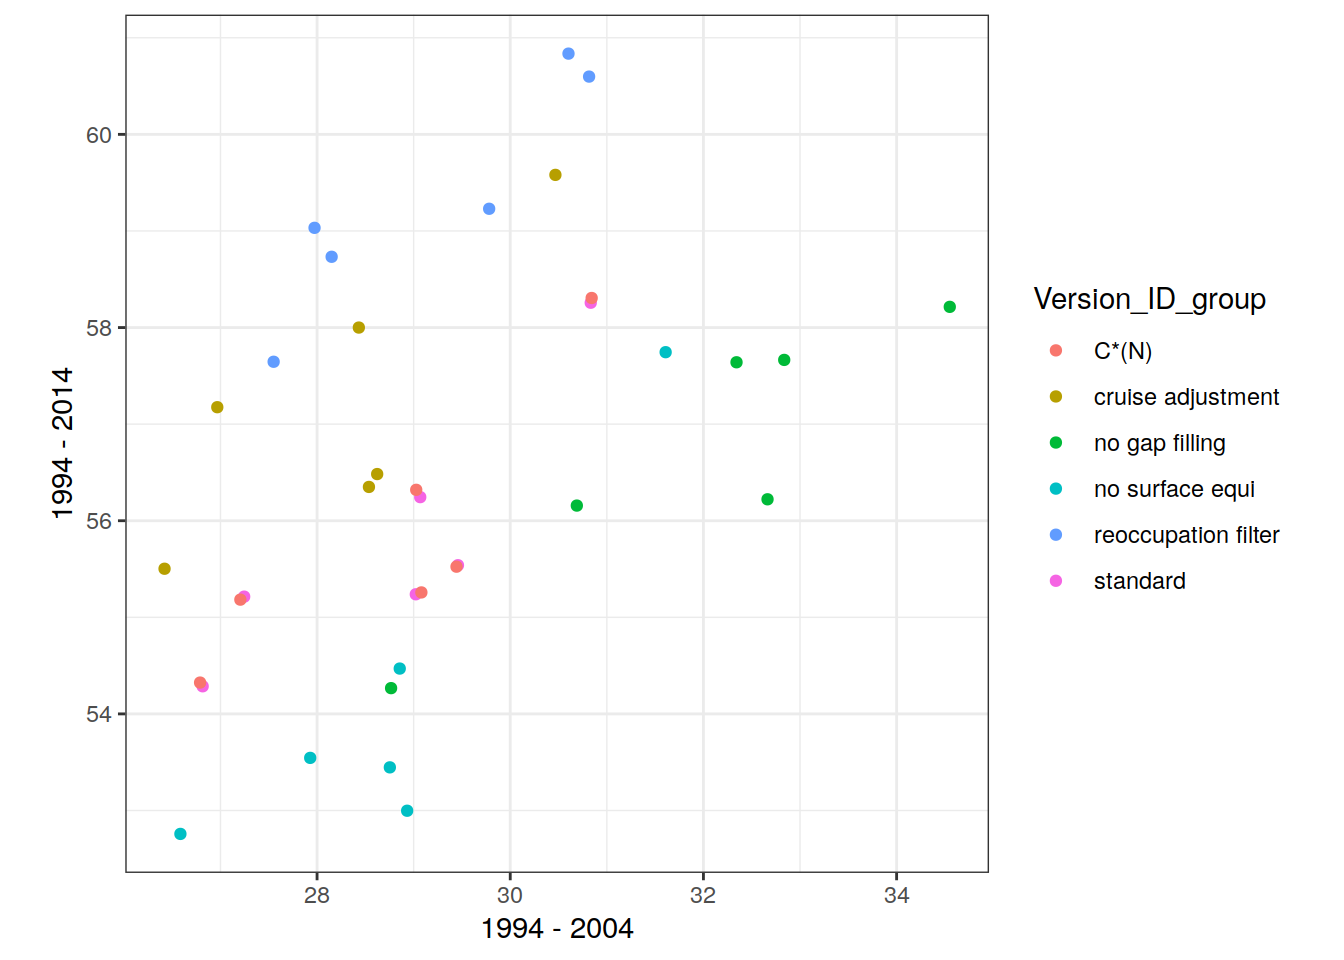 60
58
56
54
1994 - 2014
28 30 32 34
1994 - 2004
Version_ID_group
C*(N)
cruise adjustment
no gap filling
no surface equi
reoccupation filter
standard